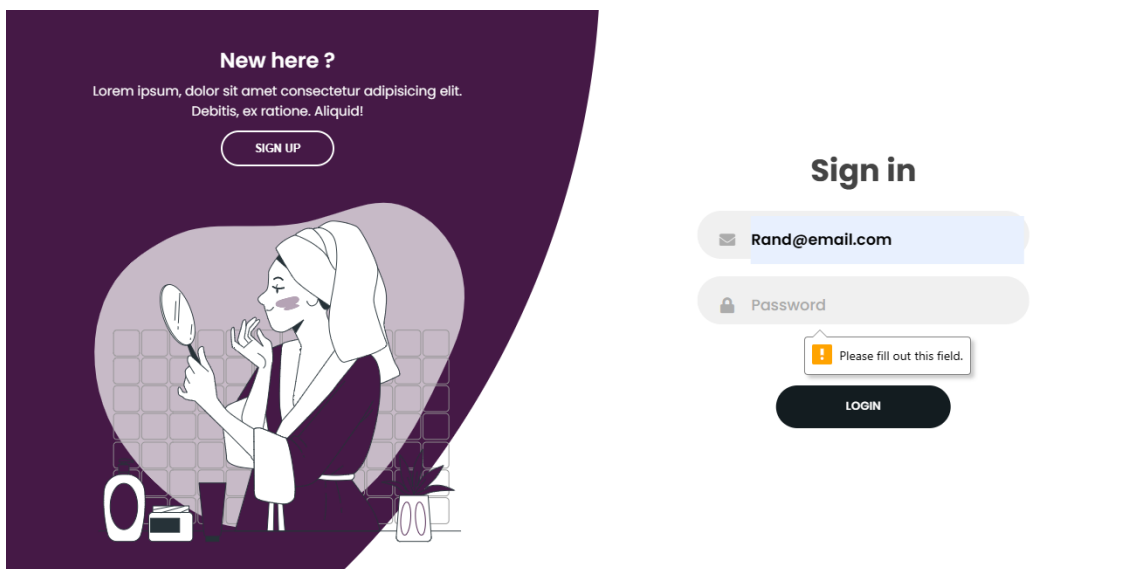 New here ?
Lorem ipsum, dolor sit amet consectetur adipisicing elit.
Debitis, ex ratione. Aliquid!
SIGN UP
Sign in
Rand@email.com
Password
Please fill out this field.
LOGIN